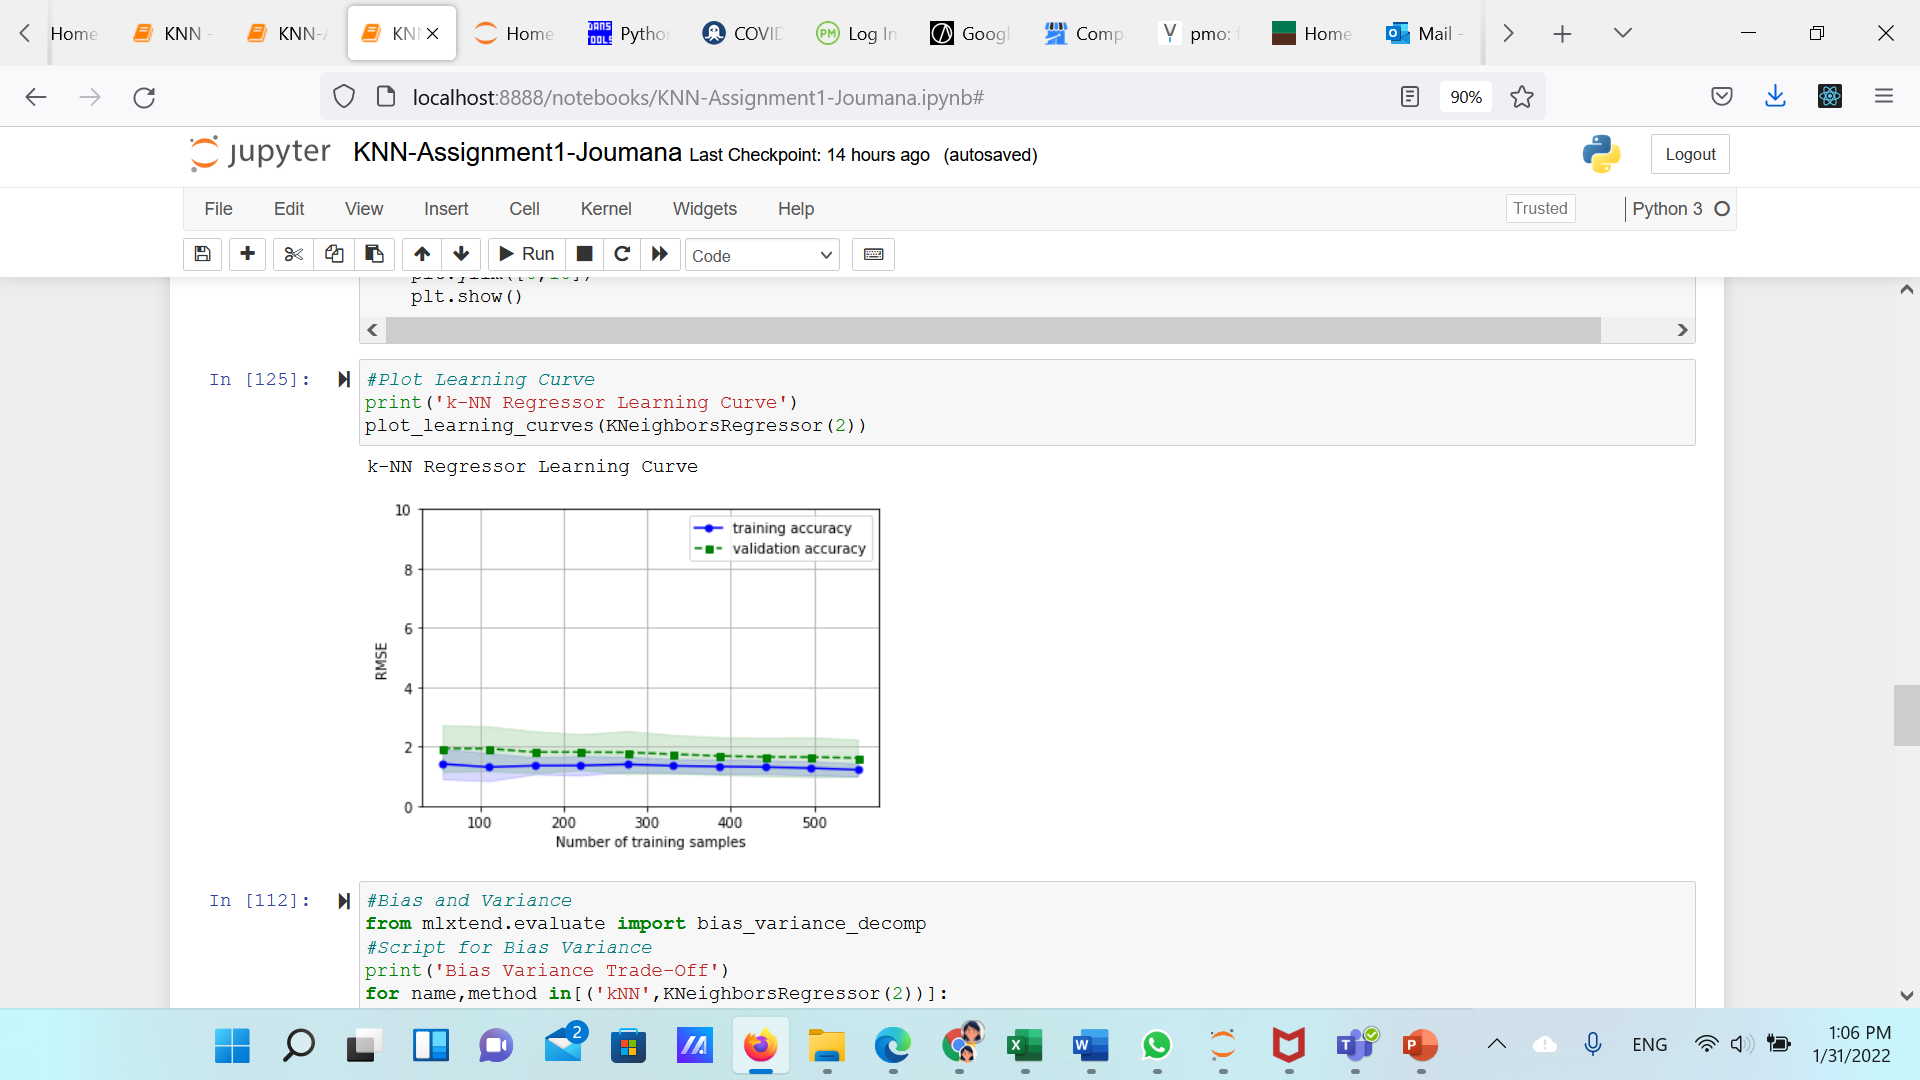 Home
KNN -
KNN-
KN
Home
Pytho
COVID
Log In
Googl
Comp
pmo:
Home
Mail -
localhost:8888/notebooks/KNN-Assignment1-Joumana.ipynb#
90%
jupyter KNN-Assignment1-Joumana Last Checkpoint: 14 hours ago (autosaved)
Logout
File Edit View Insert Cell Kernel Widgets Help
Trusted
Python 3
Run
Code
plt.show()
In [125]:
#Plot Learning Curve
print('k-NN Regressor Learning Curve')
plot_learning_curves(KNeighborsRegressor(2))
k-NN Regressor Learning Curve
training accuracy
validation accuracy
10
8
6
4
2
0
RMSE
100 200 300 400 500
Number of training samples
In [112]:
#Bias and Variance
from mlxtend.evaluate import bias_variance_decomp
#Script for Bias Variance
print('Bias Variance Trade-Off')
for name,method in[('kNN',KNeighborsRegressor(2))]:
2
ENG
1:06 PM
1/31/2022